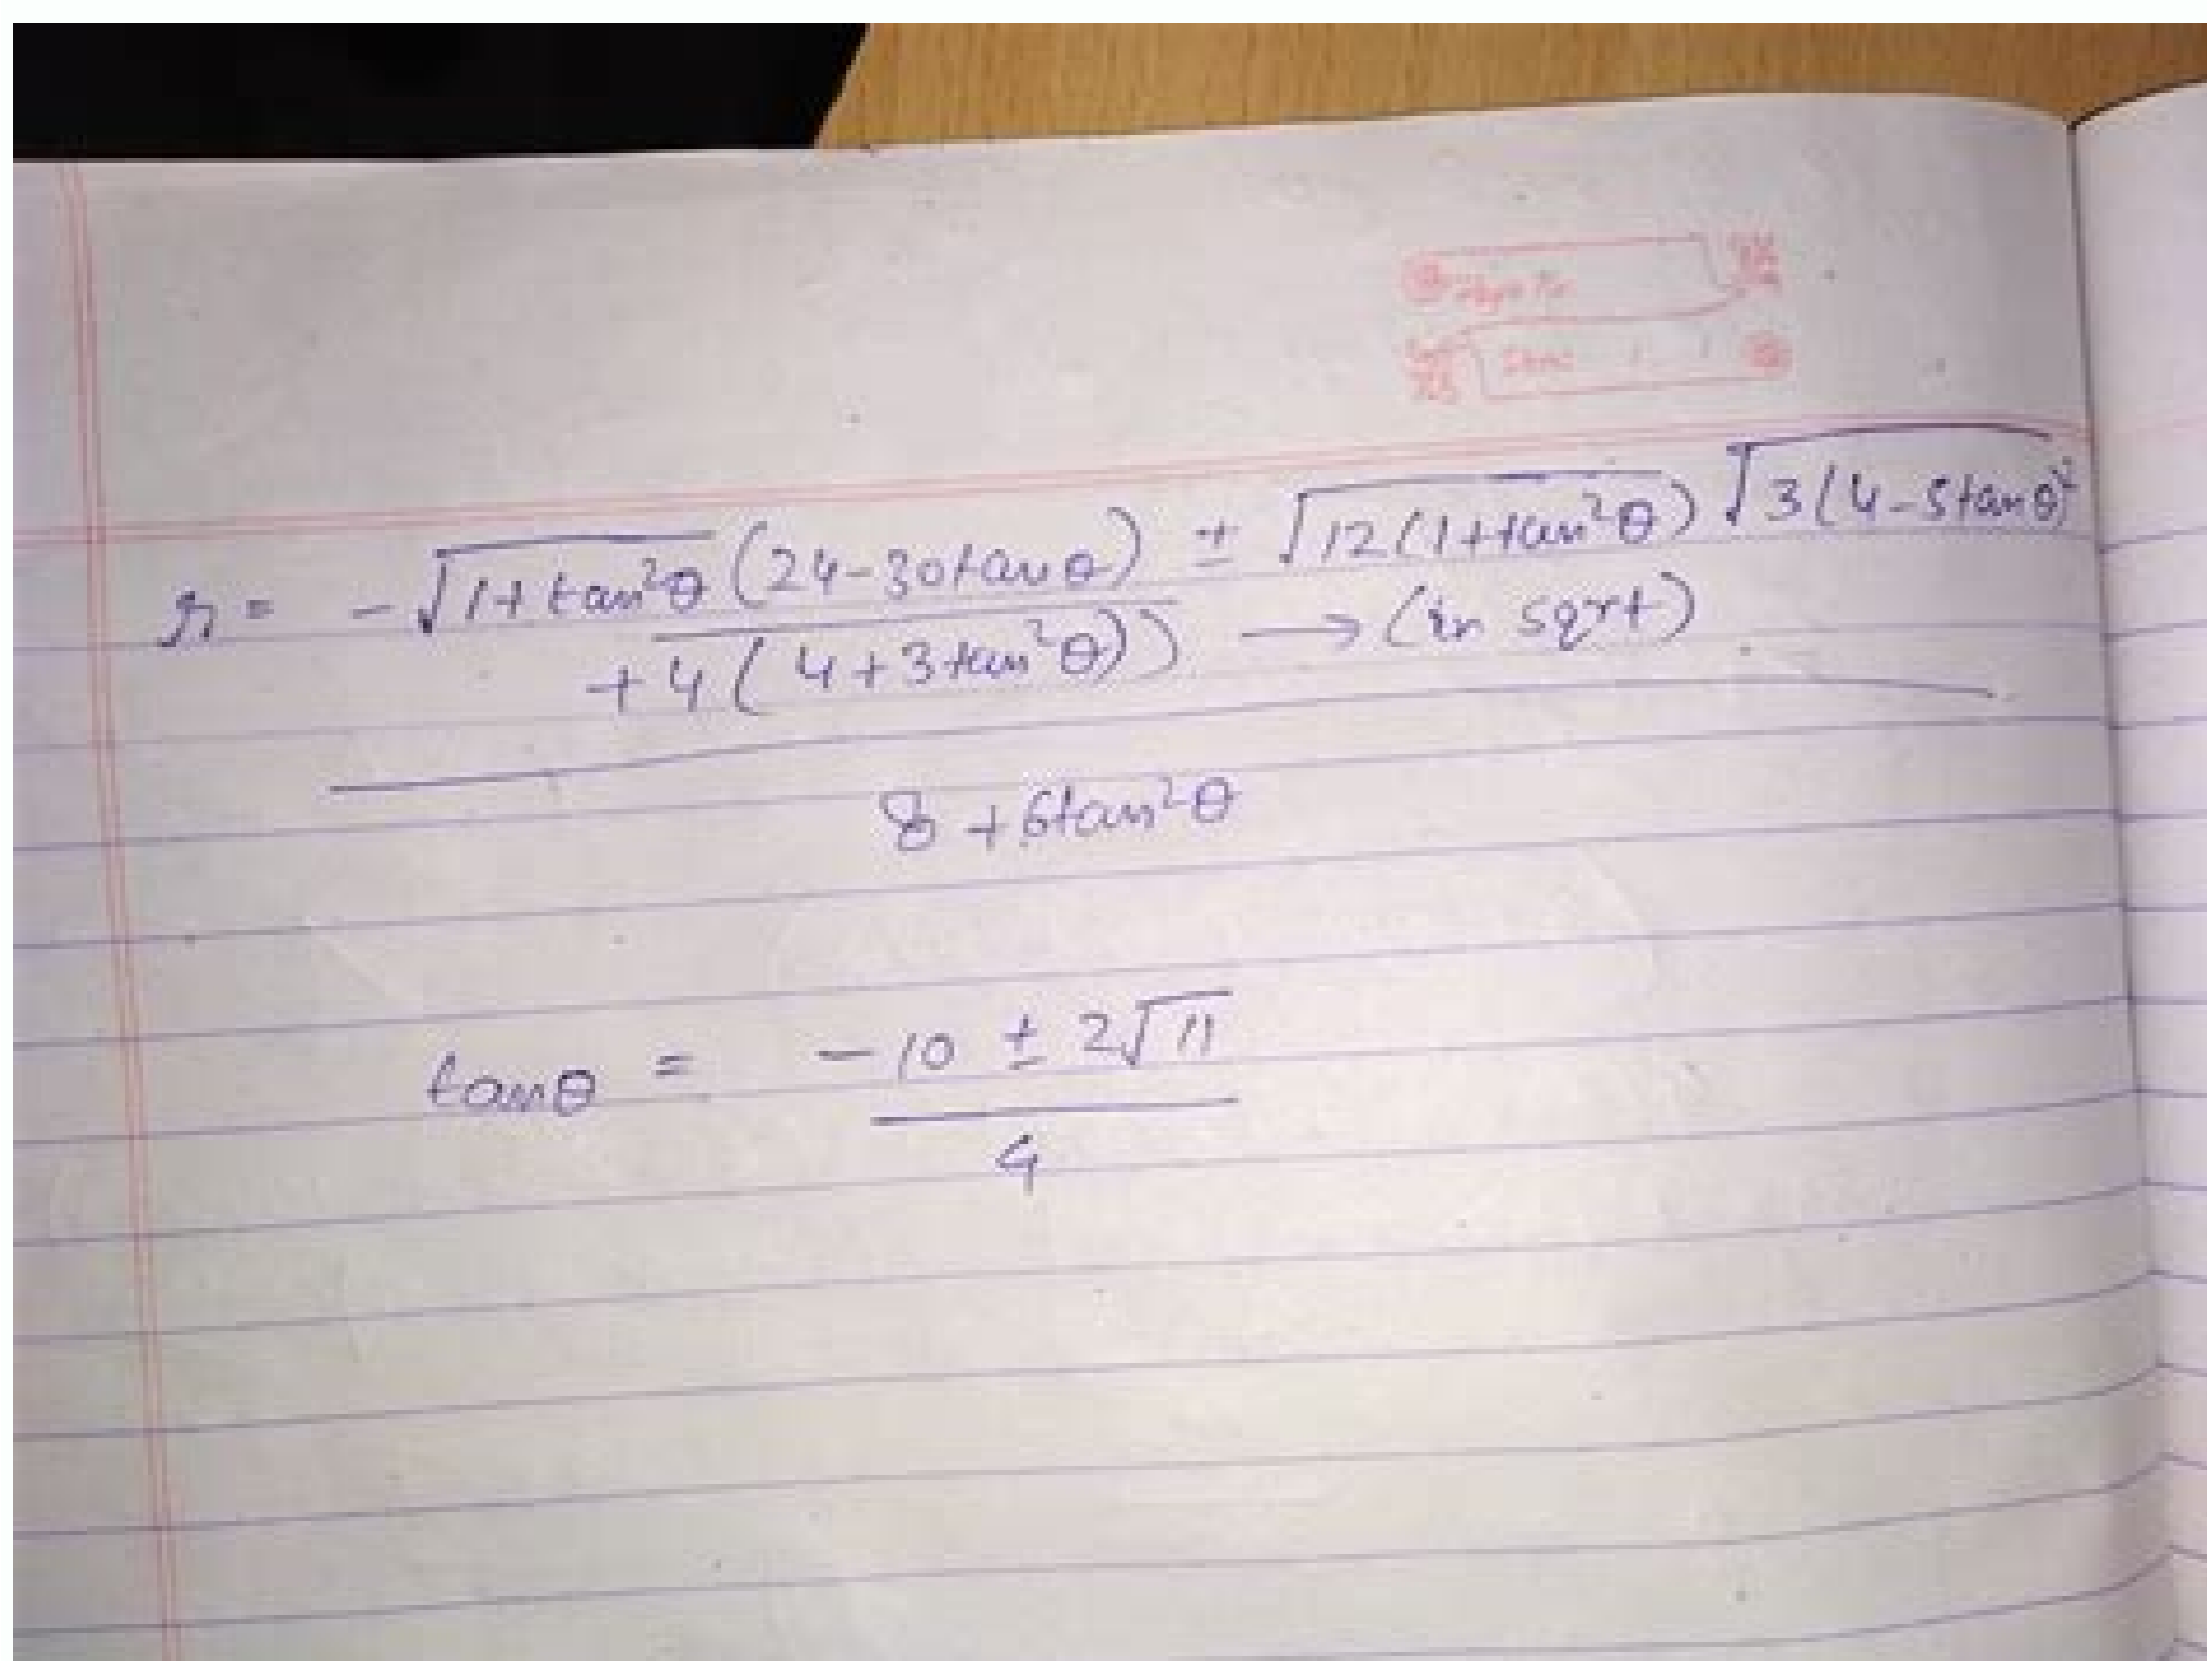 r = -√1+tan²θ (24-30tanθ) ± √12(1+tan²θ) √3(4-5tanθ)²
+4(4+3tan²θ)) → (in sqrt)
8+6tan²θ
tanθ = -10 ± 2√11
4